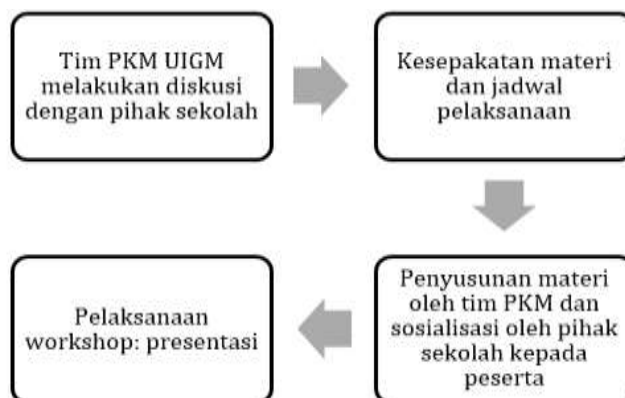 Tim PKM UIGM
melakukan diskusi
dengan pihak sekolah
Kesepakatan materi
dan jadwal
pelaksanaan
Penyusunan materi
oleh tim PKM dan
sosialisasi oleh pihak
sekolah kepada
peserta
Pelaksanaan
workshop: presentasi